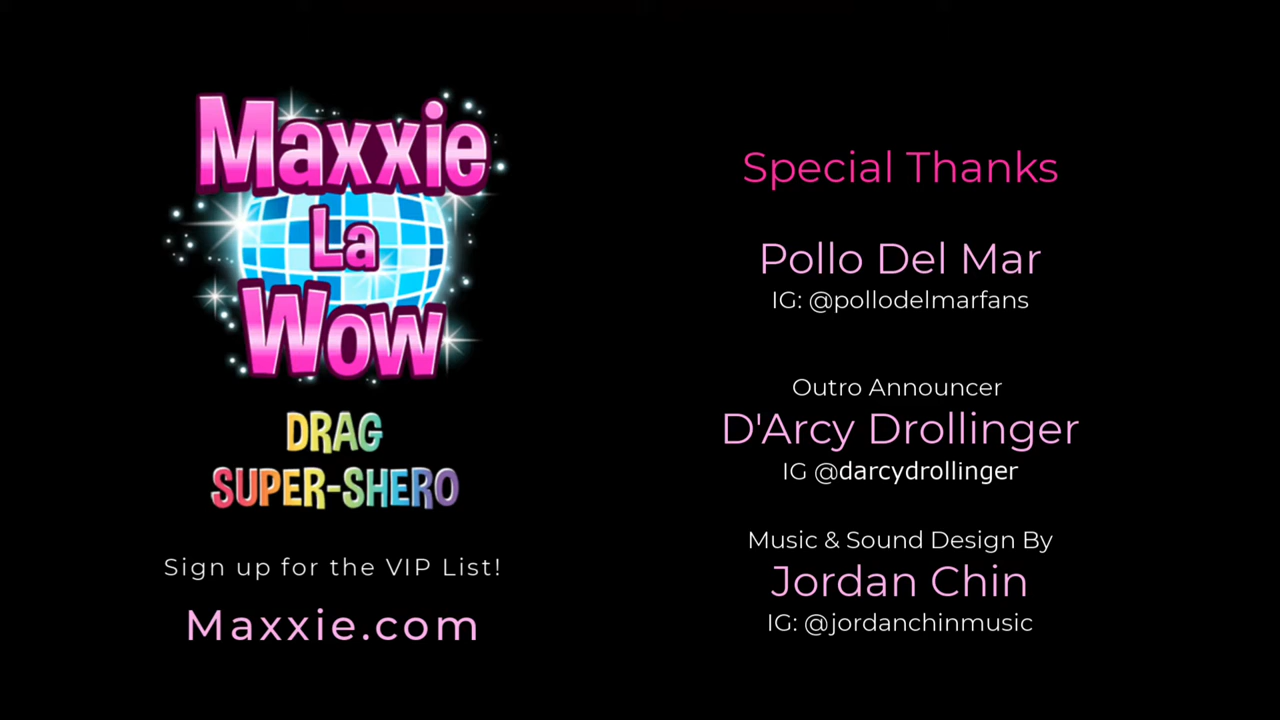 Maxxie
La
Wow
DRAG
SUPER-SHERO
Sign up for the VIP List!
Maxxie.com
Special Thanks
Pollo Del Mar
IG: @pollodelmarfans
Outro Announcer
D'Arcy Drollinger
IG @darcydrollinger
Music & Sound Design By
Jordan Chin
IG: @jordanchinmusic